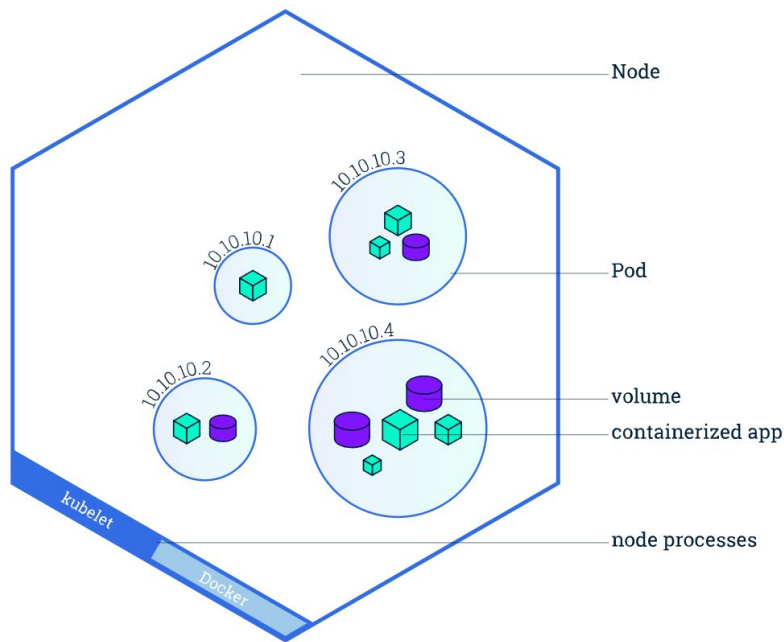 Node
10.10.10.3
10.10.10.1
Pod
10.10.10.4
10.10.10.2
volume
containerized app
kubelet
node processes
Docker